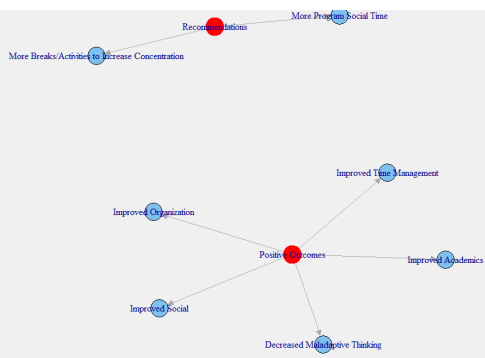 More Program Social Time
Recommendations
More Breaks/Activities to Increase Concentration
Improved Time Management
Improved Organization
Positive Outcomes
Improved Academics
Improved Social
Decreased Maladaptive Thinking